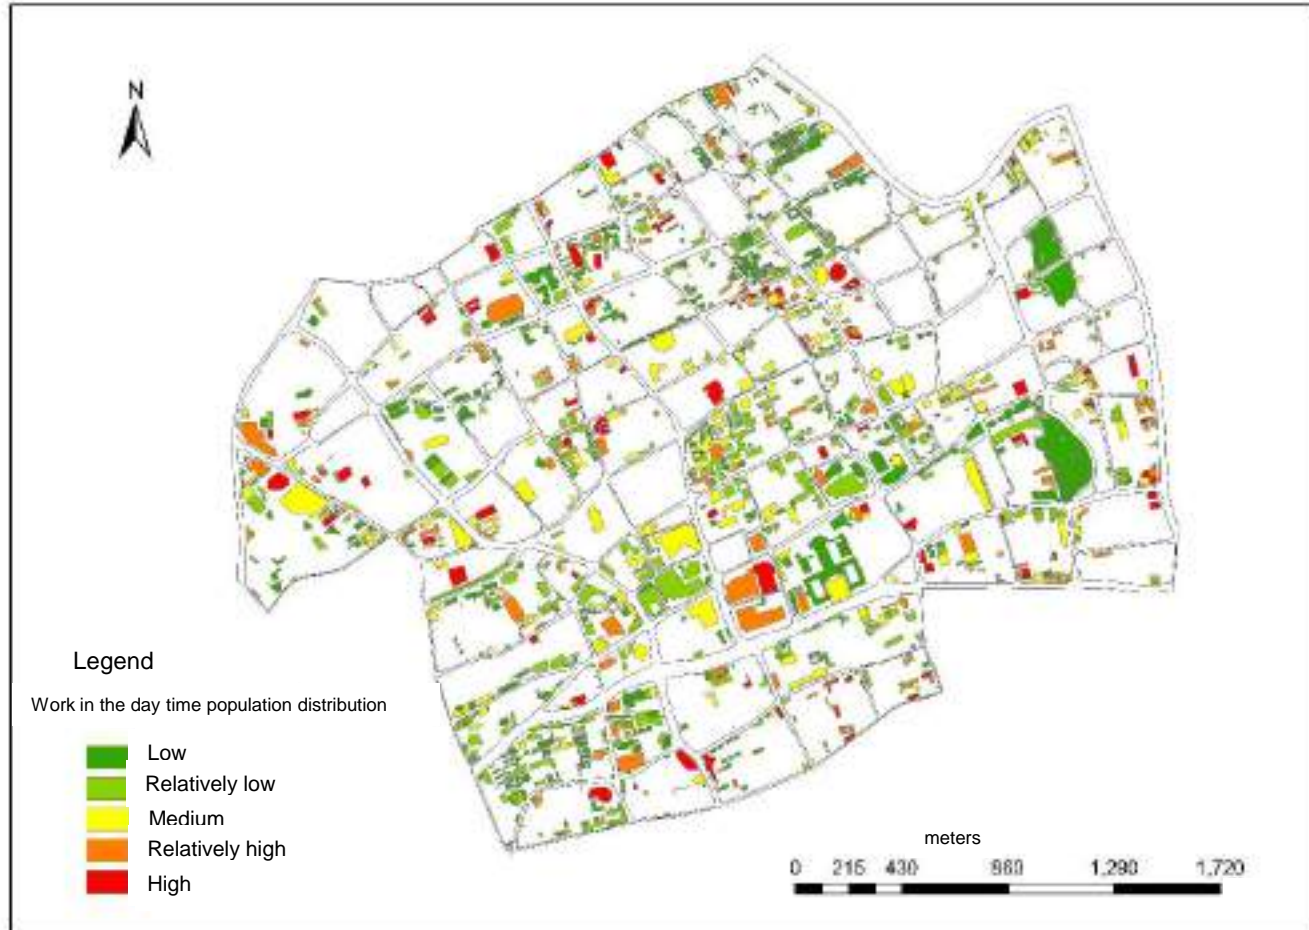 N
Legend
Work in the day time population distribution
Low
Relatively low
Medium
Relatively high
High
meters
0 215 430 860 1,290 1,720